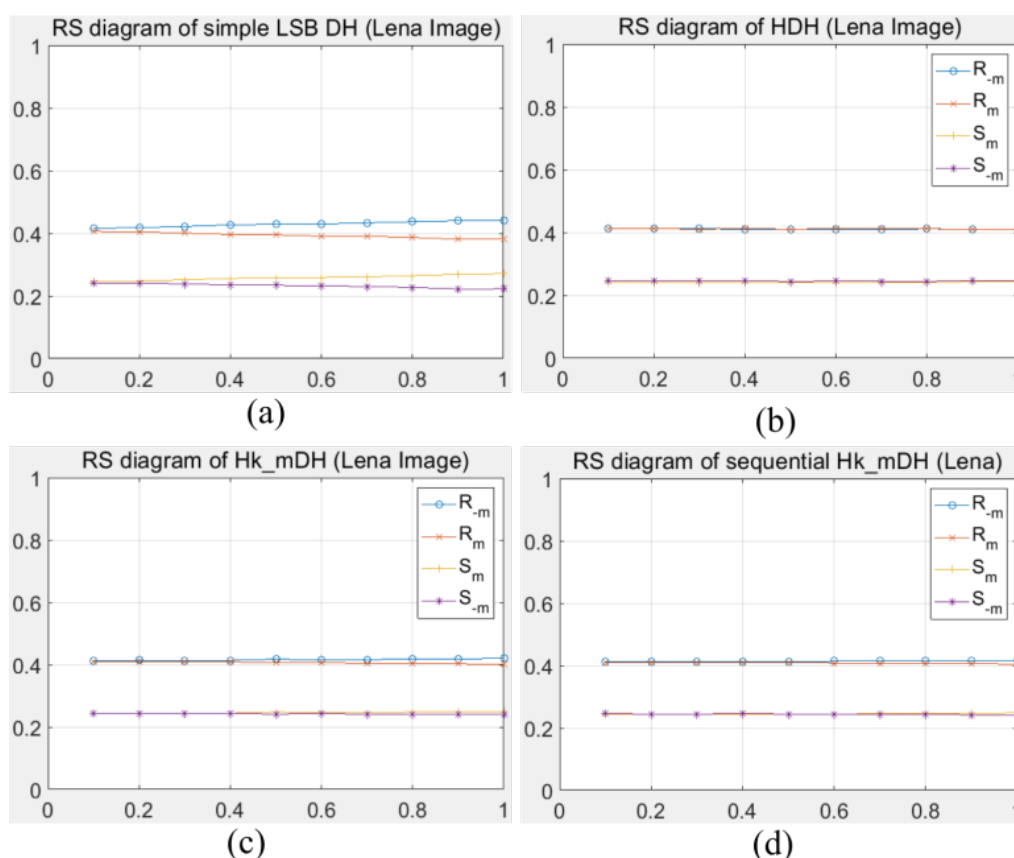 RS diagram of simple LSB DH (Lena Image)
1
0.8
0.6
0.4
0.2
0
0 0.2 0.4 0.6 0.8 1
(a)
RS diagram of HDH (Lena Image)
R-m
Rm
Sm
S-m
1
0.8
0.6
0.4
0.2
0
0 0.2 0.4 0.6 0.8
(b)
RS diagram of Hk_mDH (Lena Image)
R-m
Rm
Sm
S-m
1
0.8
0.6
0.4
0.2
0
0 0.2 0.4 0.6 0.8 1
(c)
RS diagram of sequential Hk_mDH (Lena)
R-m
Rm
Sm
S-m
1
0.8
0.6
0.4
0.2
0
0 0.2 0.4 0.6 0.8
(d)